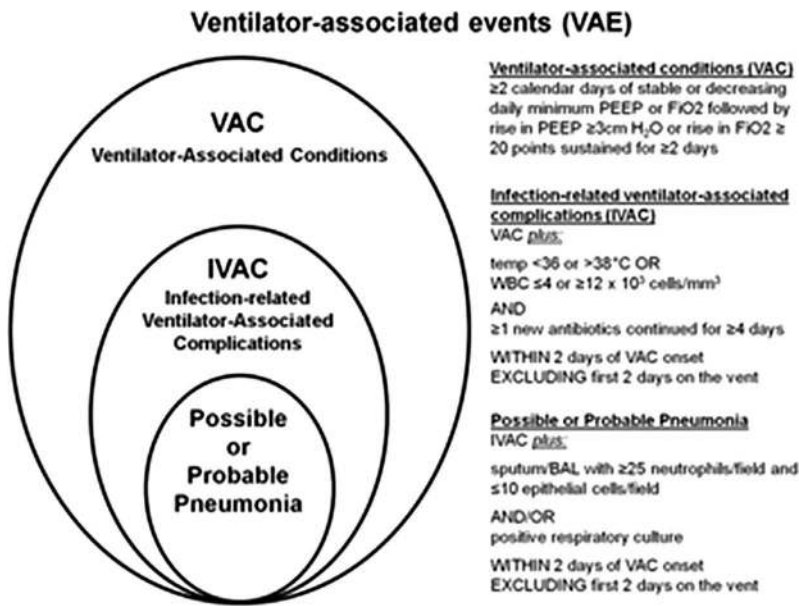 Ventilator-associated events (VAE)
VAC
Ventilator-Associated Conditions
IVAC
Infection-related
Ventilator-Associated
Complications
Possible
or
Probable
Pneumonia
Ventilator-associated conditions (VAC)
≥2 calendar days of stable or decreasing
daily minimum PEEP or FiO2 followed by
rise in PEEP ≥3cm H₂O or rise in FiO2 ≥
20 points sustained for ≥2 days
Infection-related ventilator-associated
complications (IVAC)
VAC plus:
temp <36 or >38°C OR
WBC ≤4 or ≥12 x 10³ cells/mm³
AND
≥1 new antibiotics continued for ≥4 days
WITHIN 2 days of VAC onset
EXCLUDING first 2 days on the vent
Possible or Probable Pneumonia
IVAC plus:
sputum/BAL with ≥25 neutrophils/field and
≤10 epithelial cells/field
AND/OR
positive respiratory culture
WITHIN 2 days of VAC onset
EXCLUDING first 2 days on the vent